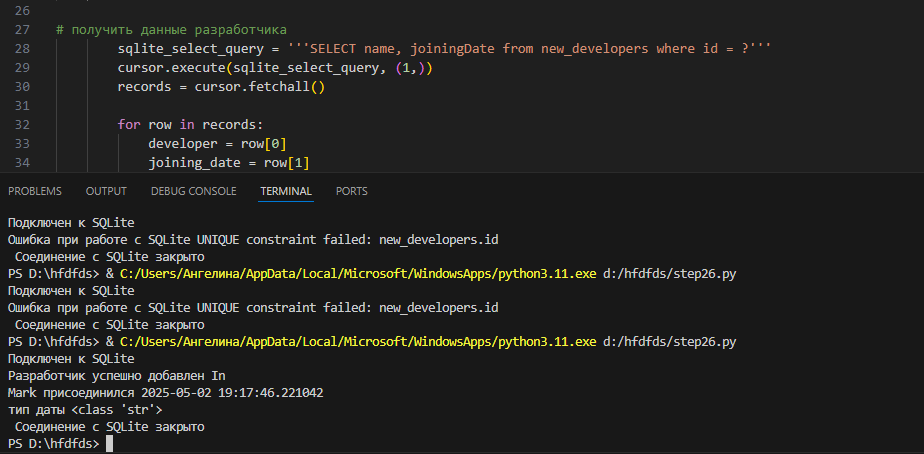 26
27 # получить данные разработчика
28 sqlite_select_query = '''SELECT name, joiningDate from new_developers where id = ?'''
29 cursor.execute(sqlite_select_query, (1,))
30 records = cursor.fetchall()
31
32 for row in records:
33 developer = row[0]
34 joining_date = row[1]
PROBLEMS OUTPUT DEBUG CONSOLE TERMINAL PORTS
Подключен к SQLite
Ошибка при работе с SQLite UNIQUE constraint failed: new_developers.id
Соединение с SQLite закрыто
PS D:\hfdfds> & C:/Users/Ангелина/AppData/Local/Microsoft/WindowsApps/python3.11.exe d:/hfdfds/step26.py
Подключен к SQLite
Ошибка при работе с SQLite UNIQUE constraint failed: new_developers.id
Соединение с SQLite закрыто
PS D:\hfdfds> & C:/Users/Ангелина/AppData/Local/Microsoft/WindowsApps/python3.11.exe d:/hfdfds/step26.py
Подключен к SQLite
Разработчик успешно добавлен In
Mark присоединился 2025-05-02 19:17:46.221042
тип даты <class 'str'>
Соединение с SQLite закрыто
PS D:\hfdfds>